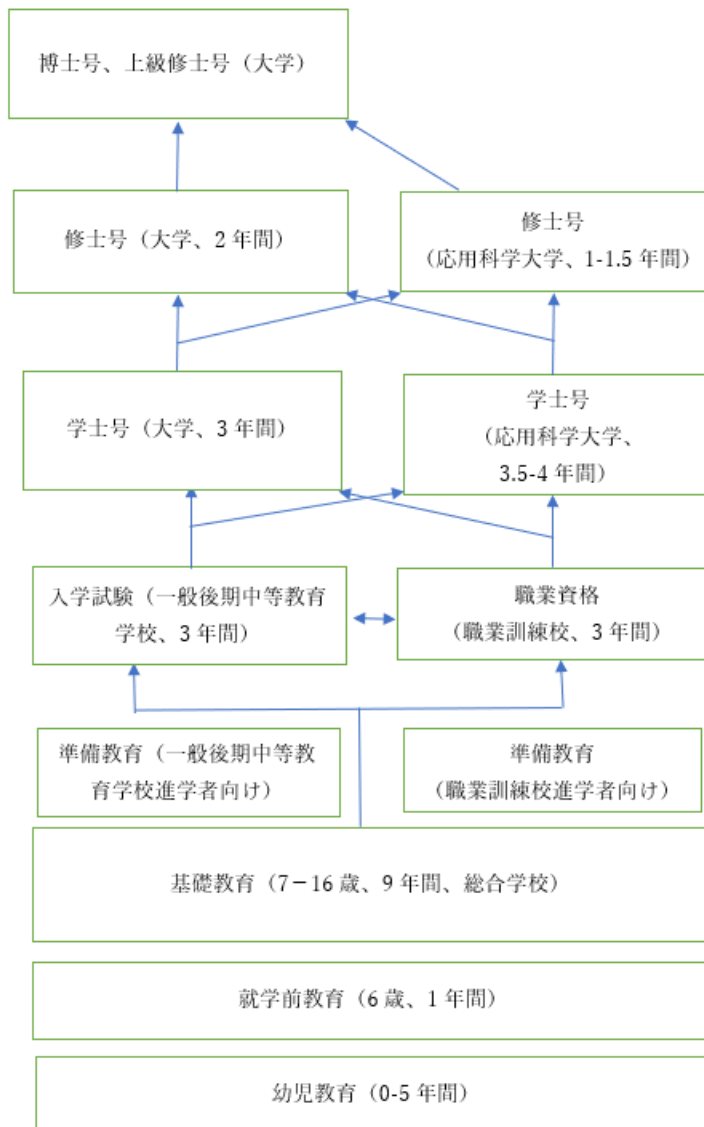 博士号、上級修士号（大学）
修士号（大学、2 年間）
修士号
（応用科学大学、1-1.5 年間）
学士号（大学、3 年間）
学士号
（応用科学大学、
3.5-4 年間）
入学試験（一般後期中等教育
学校、3 年間）
職業資格
（職業訓練校、3 年間）
準備教育（一般後期中等教
育学校進学者向け）
準備教育
（職業訓練校進学者向け）
基礎教育（7－16 歳、9 年間、総合学校）
就学前教育（6 歳、1 年間）
幼児教育（0-5 年間）